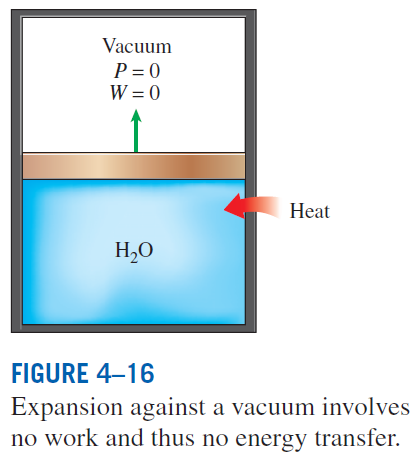 Vacuum
P = 0
W = 0
Heat
H₂O
FIGURE 4–16
Expansion against a vacuum involves
no work and thus no energy transfer.